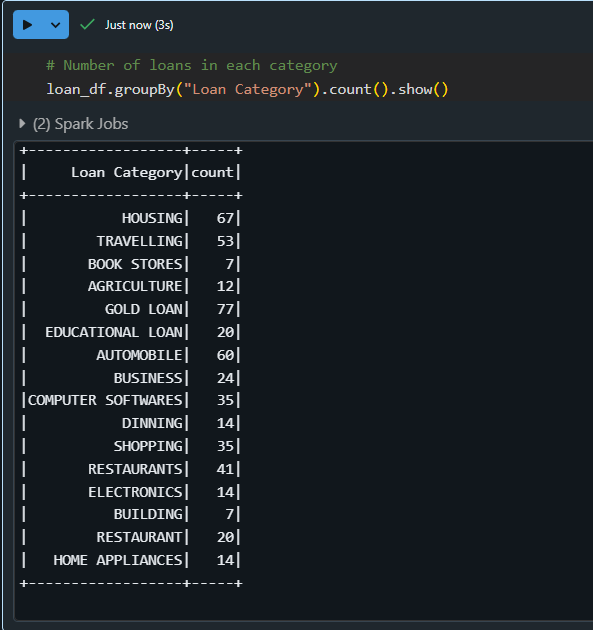 Just now (3s)
# Number of loans in each category
loan_df.groupBy("Loan Category").count().show()
(2) Spark Jobs
+------------------+-----+
|     Loan Category|count|
+------------------+-----+
|           HOUSING|   67|
|        TRAVELLING|   53|
|       BOOK STORES|    7|
|       AGRICULTURE|   12|
|         GOLD LOAN|   77|
|  EDUCATIONAL LOAN|   20|
|        AUTOMOBILE|   60|
|          BUSINESS|   24|
|COMPUTER SOFTWARES|   35|
|           DINNING|   14|
|          SHOPPING|   35|
|       RESTAURANTS|   41|
|       ELECTRONICS|   14|
|          BUILDING|    7|
|        RESTAURANT|   20|
|   HOME APPLIANCES|   14|
+------------------+-----+